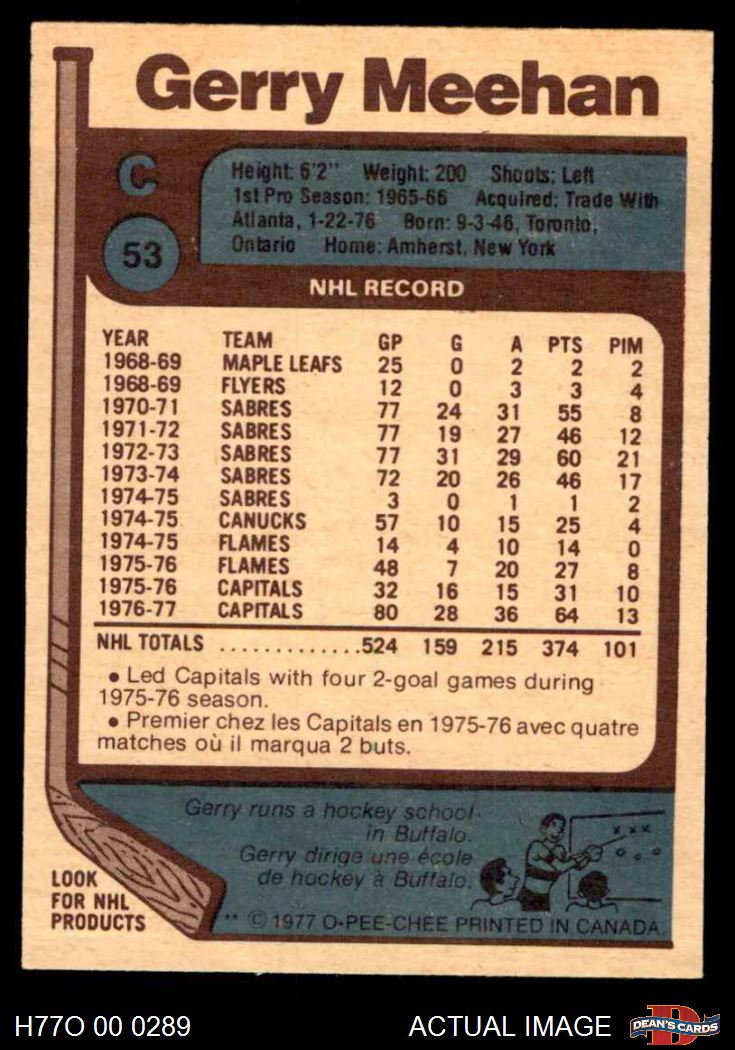 Gerry Meehan
C
53
Height: 6'2" Weight: 200 Shoots: Left
1st Pro Season: 1965-66 Acquired: Trade With
Atlanta, 1-22-76 Born: 9-3-46, Toronto,
Ontario Home: Amherst, New York
NHL RECORD
YEAR TEAM GP G A PTS PIM
1968-69 MAPLE LEAFS 25 0 2 2 2
1968-69 FLYERS 12 0 3 3 4
1970-71 SABRES 77 24 31 55 8
1971-72 SABRES 77 19 27 46 12
1972-73 SABRES 77 31 29 60 21
1973-74 SABRES 72 20 26 46 17
1974-75 SABRES 3 0 1 1 2
1974-75 CANUCKS 57 10 15 25 4
1974-75 FLAMES 14 4 10 14 0
1975-76 FLAMES 48 7 20 27 8
1975-76 CAPITALS 32 16 15 31 10
1976-77 CAPITALS 80 28 36 64 13
NHL TOTALS .............524 159 215 374 101
• Led Capitals with four 2-goal games during
1975-76 season.
• Premier chez les Capitals en 1975-76 avec quatre
matches où il marqua 2 buts.
Gerry runs a hockey school
in Buffalo.
Gerry dirige une école
de hockey à Buffalo.
LOOK
FOR NHL
PRODUCTS
** © 1977 O-PEE-CHEE PRINTED IN CANADA.
H77O 00 0289
ACTUAL IMAGE
D
DEAN'S CARDS